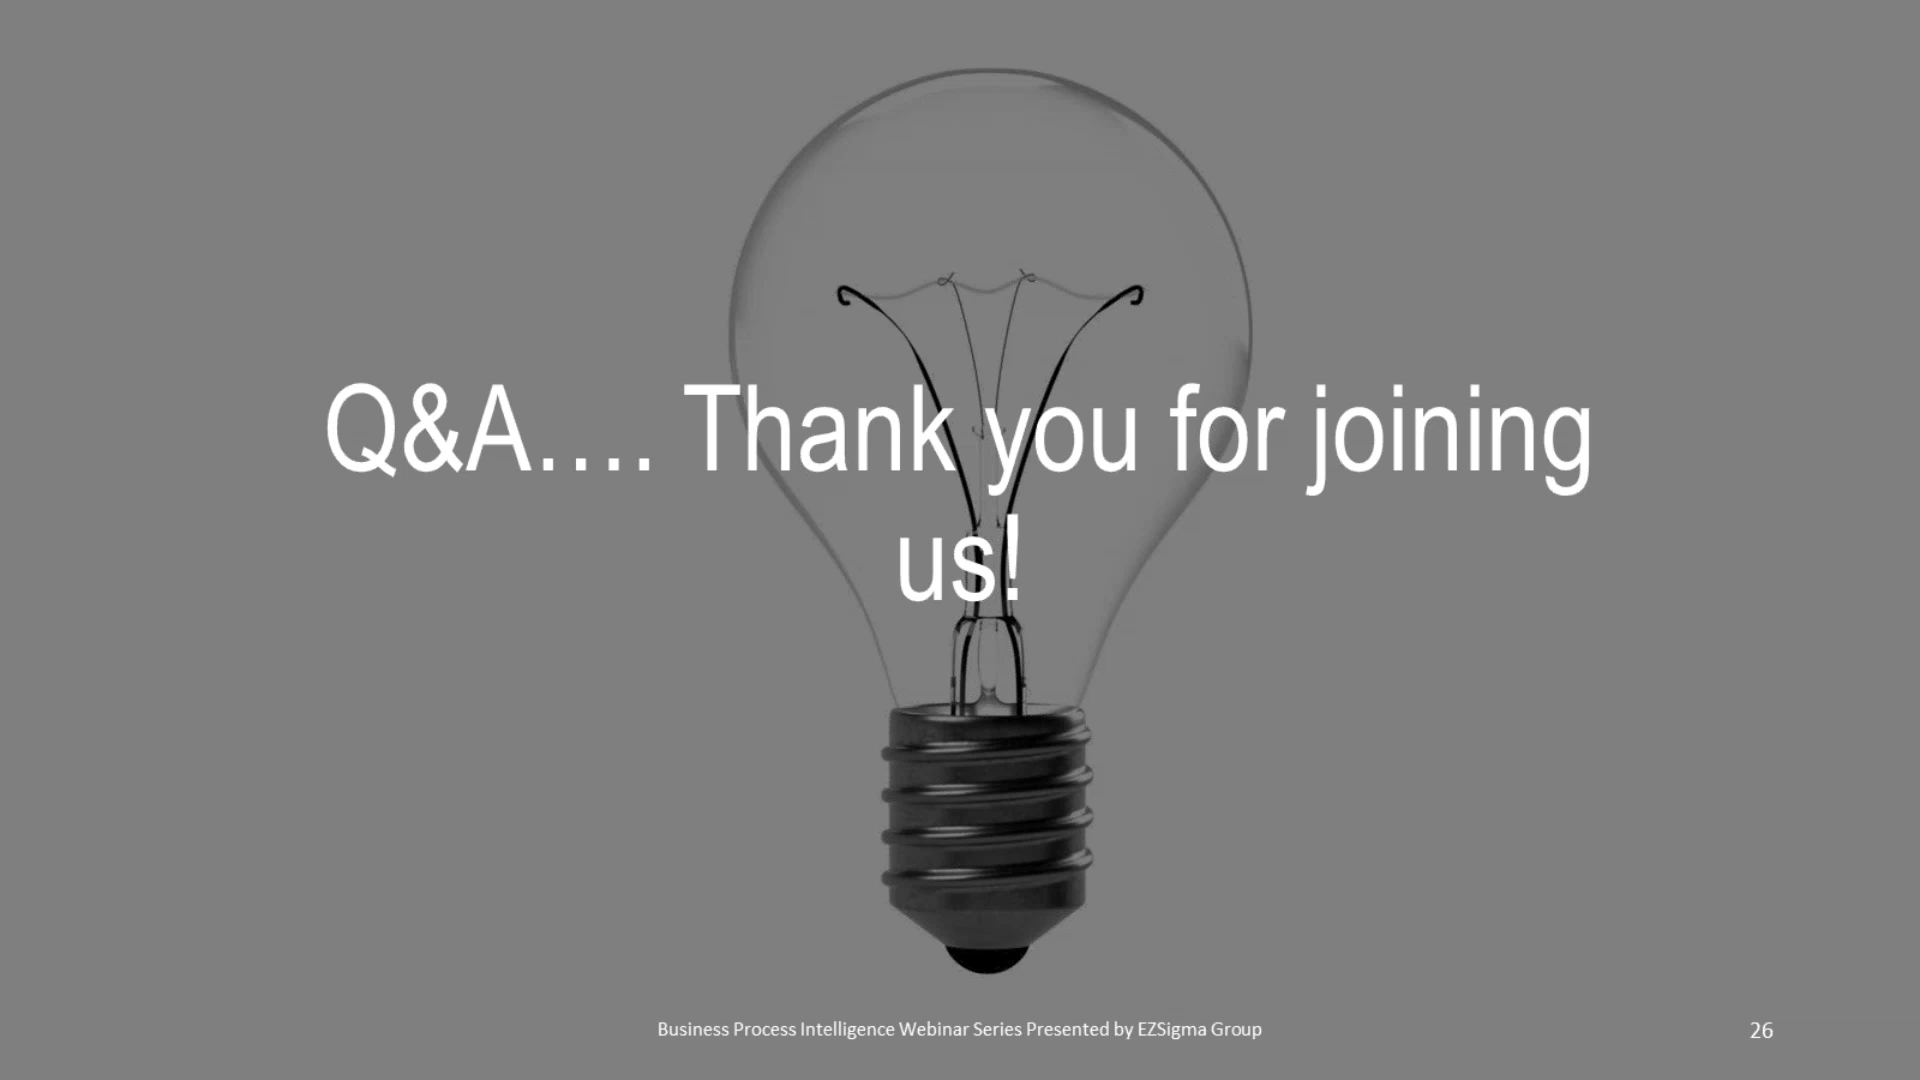 Q&A.... Thank you for joining
us!
Business Process Intelligence Webinar Series Presented by EZSigma Group
26